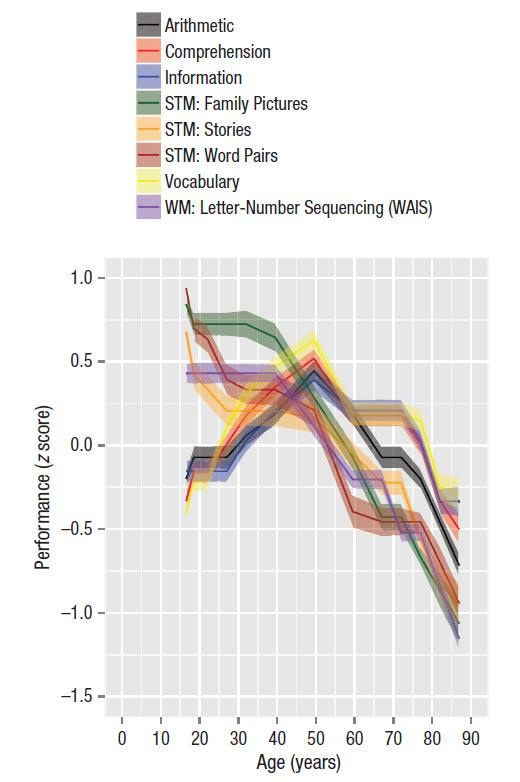 Arithmetic
Comprehension
Information
STM: Family Pictures
STM: Stories
STM: Word Pairs
Vocabulary
WM: Letter-Number Sequencing (WAIS)
1.0
0.5
0.0
−0.5
−1.0
−1.5
Performance (z score)
0 10 20 30 40 50 60 70 80 90
Age (years)